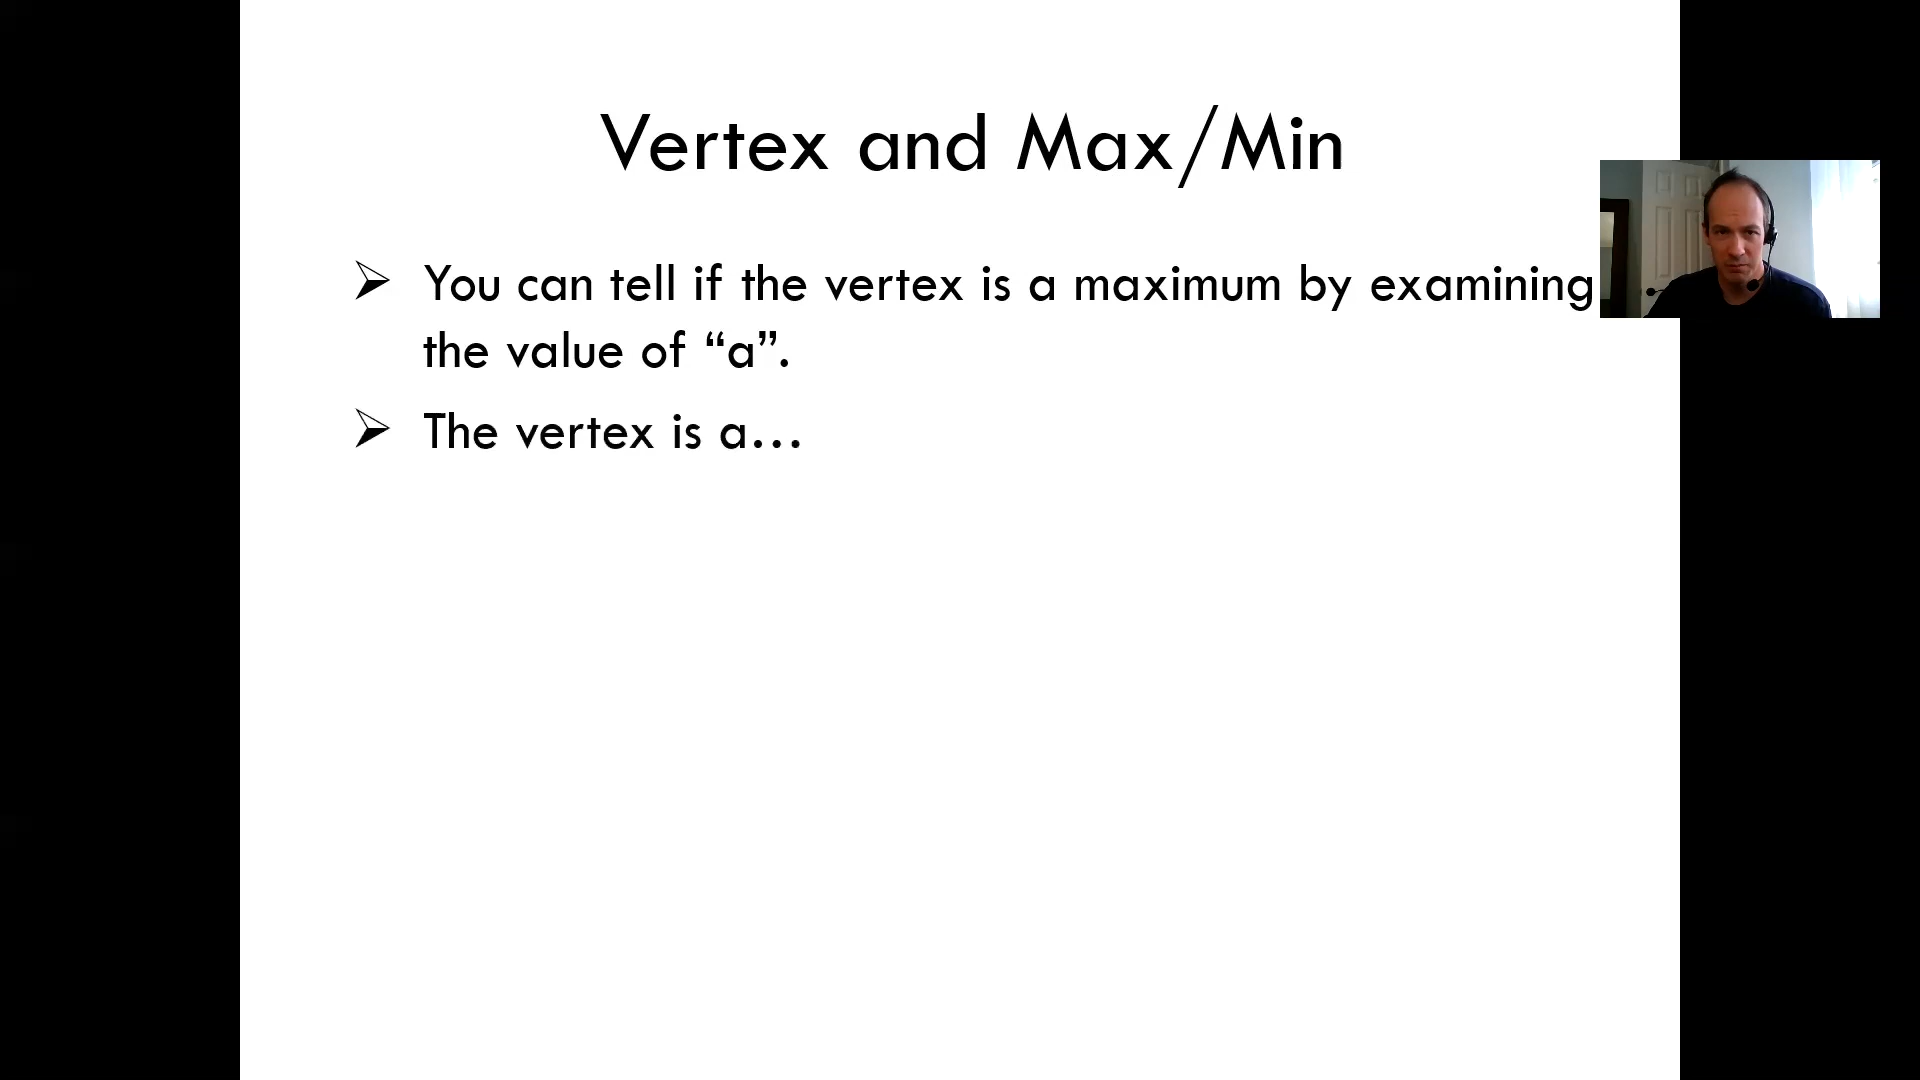 Vertex and Max/Min
➢ You can tell if the vertex is a maximum by examining
the value of “a”.
➢ The vertex is a…